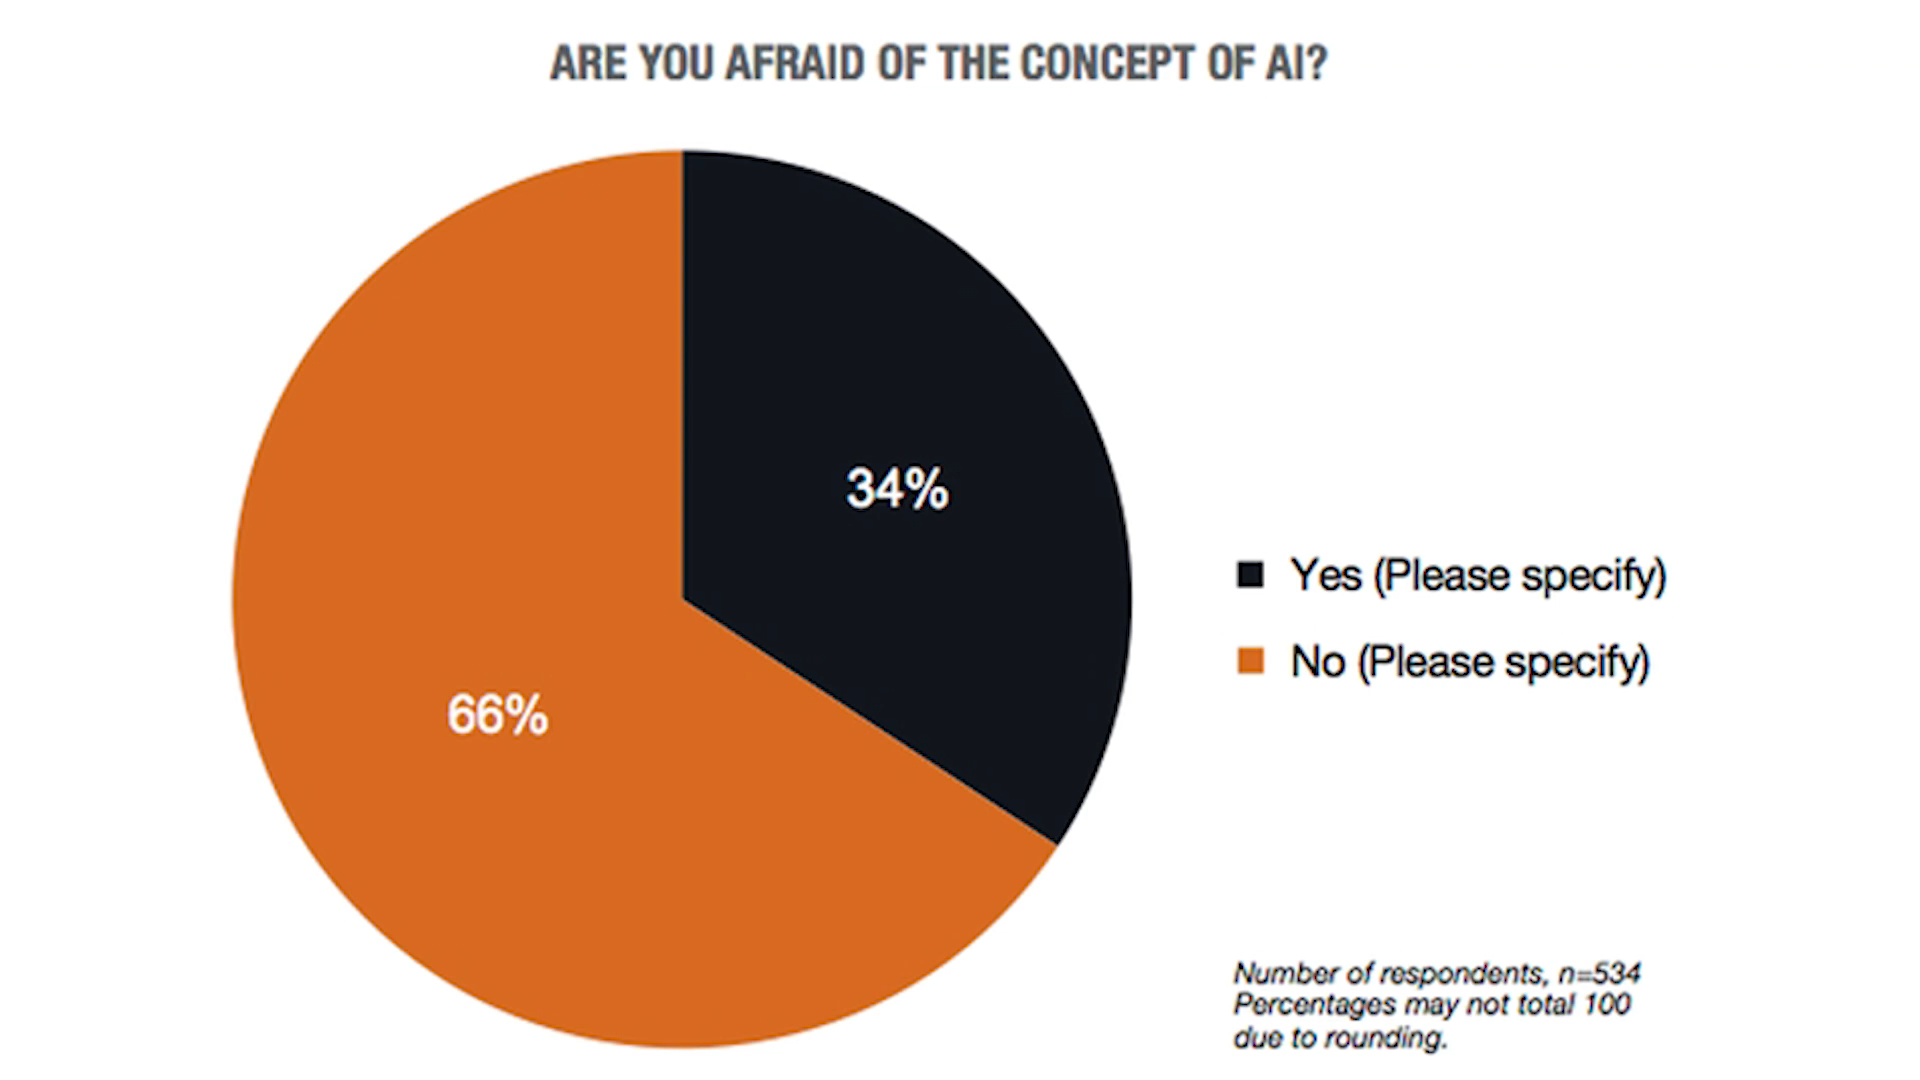 ARE YOU AFRAID OF THE CONCEPT OF AI?
34%
66%
Yes (Please specify)
No (Please specify)
Number of respondents, n=534
Percentages may not total 100
due to rounding.